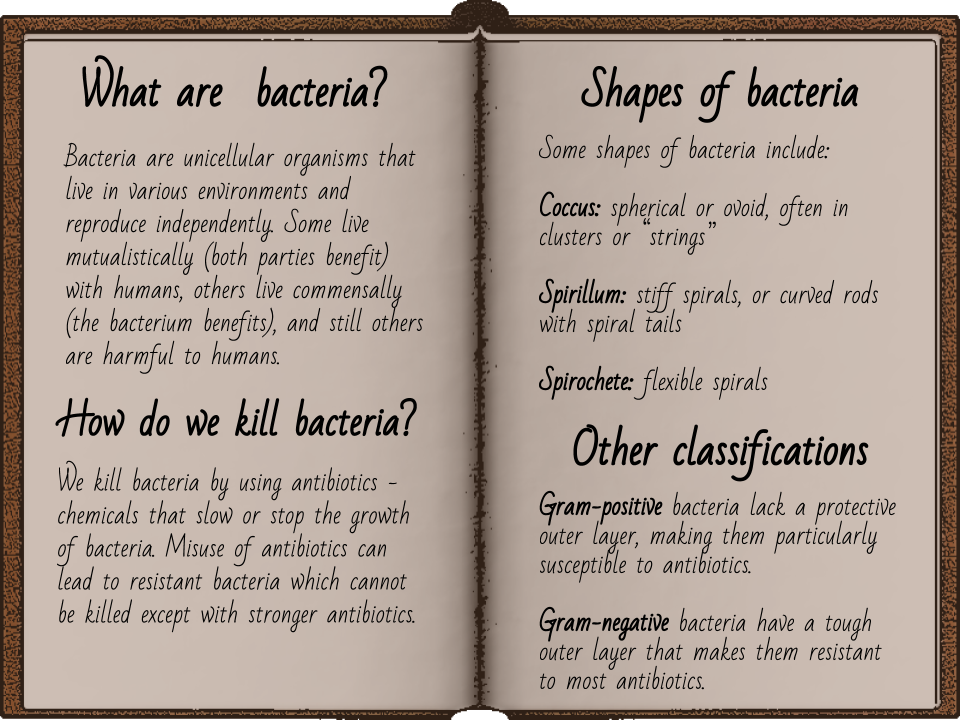 What are bacteria?
Bacteria are unicellular organisms that
live in various environments and
reproduce independently. Some live
mutualistically (both parties benefit)
with humans, others live commensally
(the bacterium benefits), and still others
are harmful to humans.
How do we kill bacteria?
We kill bacteria by using antibiotics –
chemicals that slow or stop the growth
of bacteria. Misuse of antibiotics can
lead to resistant bacteria which cannot
be killed except with stronger antibiotics.
Shapes of bacteria
Some shapes of bacteria include:
Coccus: spherical or ovoid, often in
clusters or “strings”
Spirillum: stiff spirals, or curved rods
with spiral tails
Spirochete: flexible spirals
Other classifications
Gram-positive bacteria lack a protective
outer layer, making them particularly
susceptible to antibiotics.
Gram-negative bacteria have a tough
outer layer that makes them resistant
to most antibiotics.